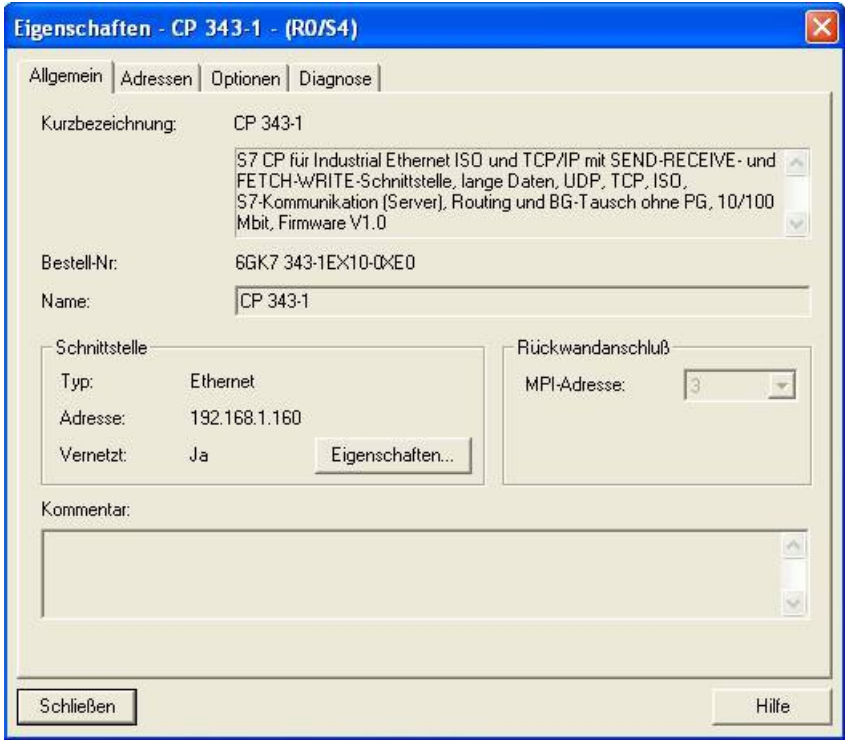 Eigenschaften - CP 343-1 - (R0/S4)
Allgemein Adressen Optionen Diagnose
Kurzbezeichnung: CP 343-1
S7 CP für Industrial Ethernet ISO und TCP/IP mit SEND-RECEIVE- und
FETCH-WRITE-Schnittstelle, lange Daten, UDP, TCP, ISO,
S7-Kommunikation (Server), Routing und BG-Tausch ohne PG, 10/100
Mbit, Firmware V1.0
Bestell-Nr: 6GK7 343-1EX10-0XE0
Name: CP 343-1
Schnittstelle Rückwandanschluß
Typ: Ethernet MPI-Adresse: 3
Adresse: 192.168.1.160
Vernetzt: Ja Eigenschaften...
Kommentar:
Schließen Hilfe